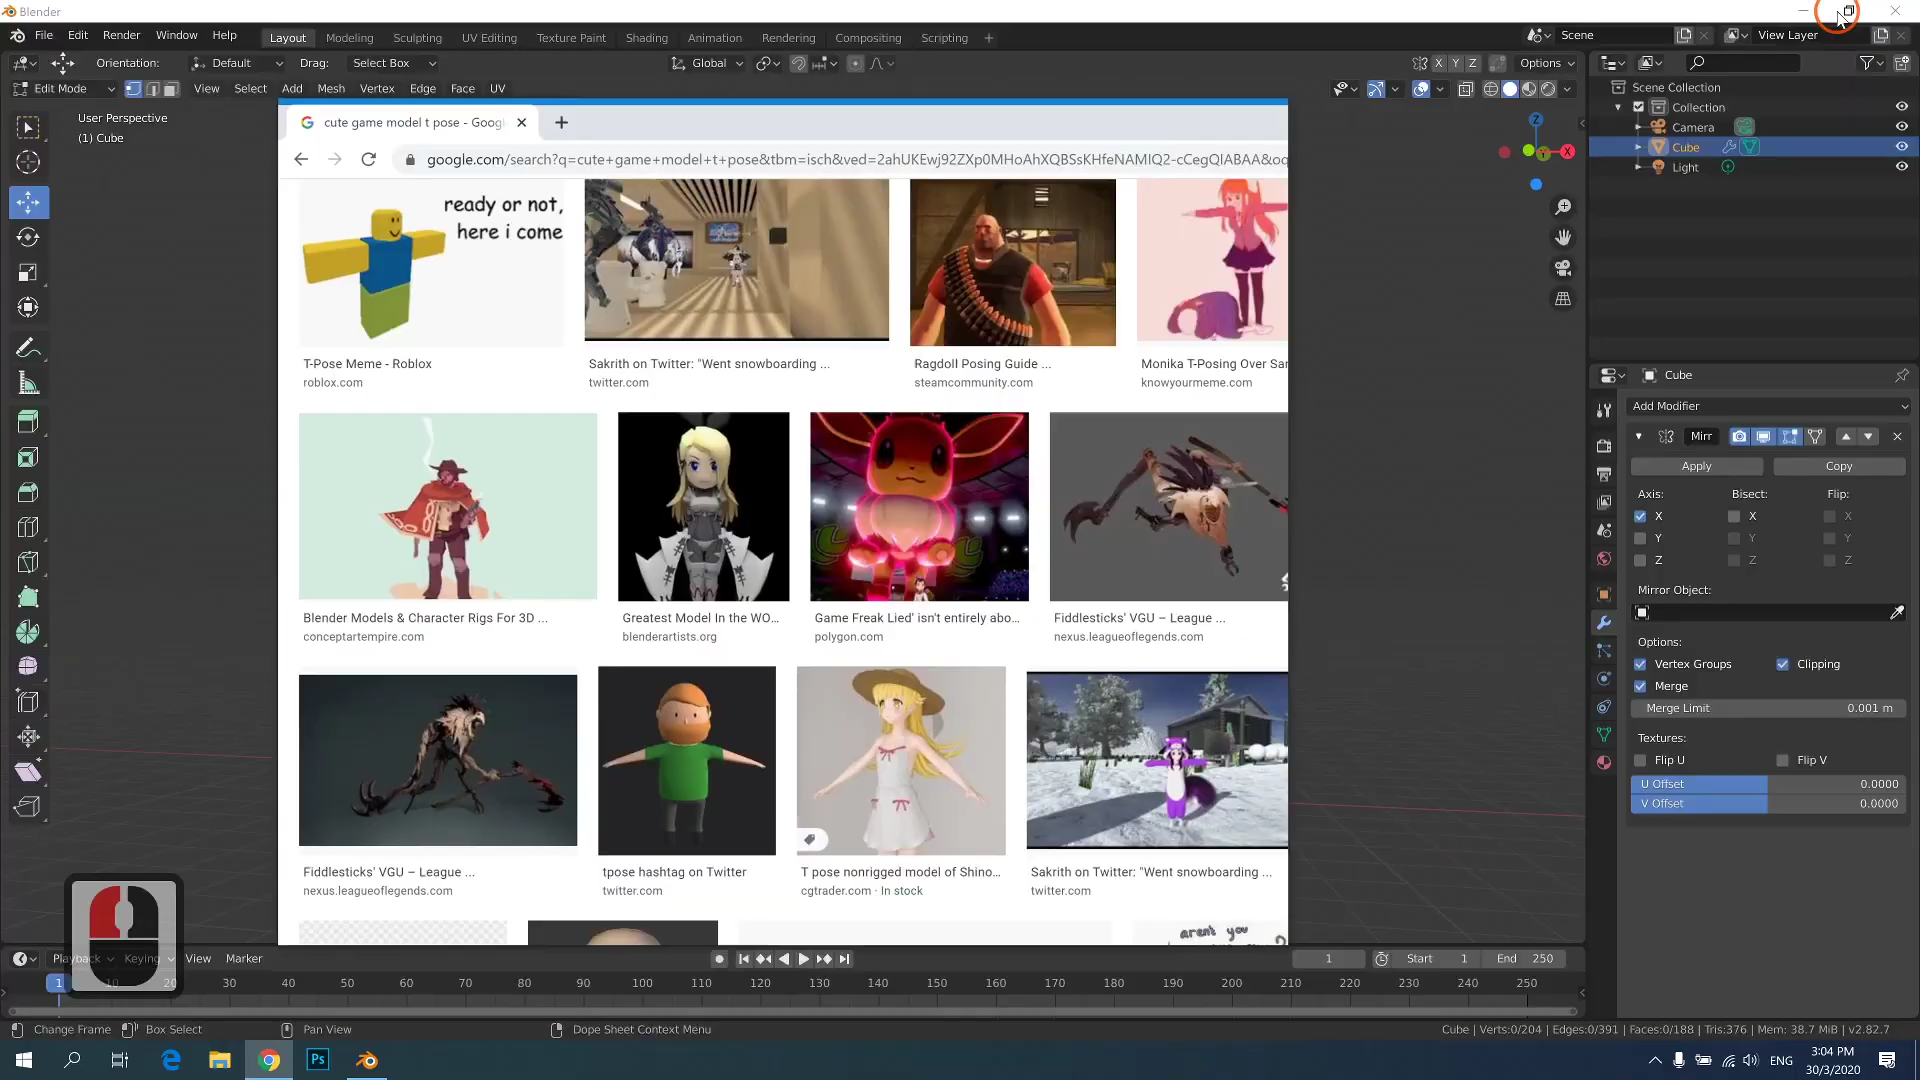 Blender
File Edit Render Window Help
Layout Modeling Sculpting UV Editing Texture Paint Shading Animation Rendering Compositing Scripting +
Scene
View Layer
Orientation: Default Drag: Select Box
Global
X Y Z Options
Edit Mode View Select Add Mesh Vertex Edge Face UV
User Perspective
(1) Cube
Scene Collection
Collection
Camera
Cube
Light
Z
X
cute game model t pose - Goog
google.com/search?q=cute+game+model+t+pose&tbm=isch&ved=2ahUKEwj92ZXp0MHoAhXQBSsKHfeNAMIQ2-cCegQIABAA&oq
ready or not,
here i come
T-Pose Meme - Roblox
roblox.com
Sakrith on Twitter: "Went snowboarding ...
twitter.com
Ragdoll Posing Guide ...
steamcommunity.com
Monika T-Posing Over Sa
knowyourmeme.com
Blender Models & Character Rigs For 3D ...
conceptartempire.com
Greatest Model In the WO...
blenderartists.org
Game Freak Lied' isn't entirely abo...
polygon.com
Fiddlesticks' VGU – League ...
nexus.leagueoflegends.com
Fiddlesticks' VGU – League ...
nexus.leagueoflegends.com
tpose hashtag on Twitter
twitter.com
T pose nonrigged model of Shino...
cgtrader.com · In stock
Sakrith on Twitter: "Went snowboarding ...
twitter.com
aren't you
Cube
Add Modifier
Mirr
Apply Copy
Axis: Bisect: Flip:
X X X
Y Y Y
Z Z Z
Mirror Object:
Options:
Vertex Groups Clipping
Merge
Merge Limit 0.001 m
Textures:
Flip U Flip V
U Offset 0.0000
V Offset 0.0000
Playback Keying View Marker
1 Start 1 End 250
1 10 20 30 40 50 60 70 80 90 100 110 120 130 140 150 160 170 180 190 200 210 220 230 240 250
Change Frame Box Select Pan View Dope Sheet Context Menu
Cube | Verts:0/204 | Edges:0/391 | Faces:0/188 | Tris:376 | Mem: 38.7 MiB | v2.82.7
Ps
ENG
3:04 PM
30/3/2020